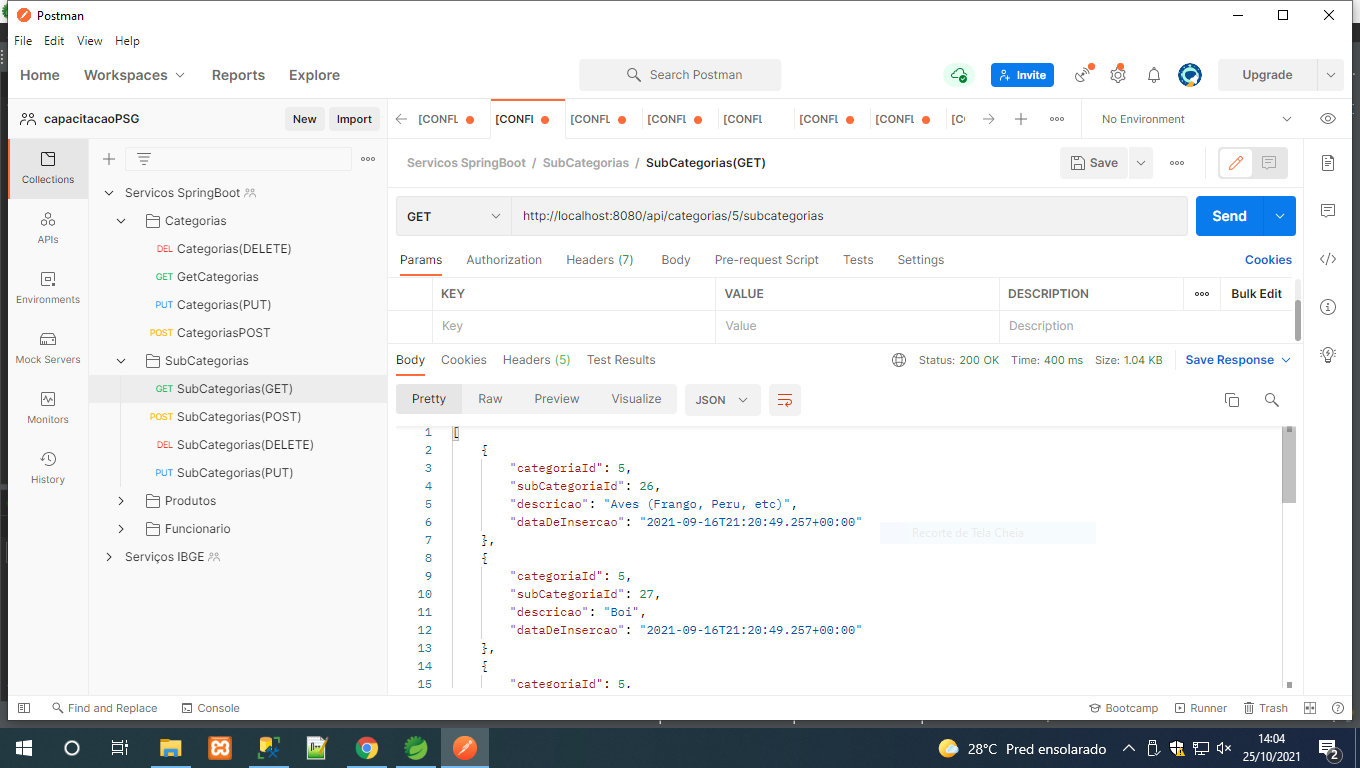 Postman
File Edit View Help
Home Workspaces Reports Explore Search Postman Invite Upgrade
capacitacaoPSG New Import [CONFL [CONFL [CONFL [CONFL [CONFL [CONFL [CONFL [C No Environment
Collections
APIs
Environments
Mock Servers
Monitors
History
Servicos SpringBoot
Categorias
DEL Categorias(DELETE)
GET GetCategorias
PUT Categorias(PUT)
POST CategoriasPOST
SubCategorias
GET SubCategorias(GET)
POST SubCategorias(POST)
DEL SubCategorias(DELETE)
PUT SubCategorias(PUT)
Produtos
Funcionario
Serviços IBGE
Servicos SpringBoot / SubCategorias / SubCategorias(GET) Save
GET http://localhost:8080/api/categorias/5/subcategorias Send
Params Authorization Headers (7) Body Pre-request Script Tests Settings Cookies
KEY VALUE DESCRIPTION Bulk Edit
Key Value Description
Body Cookies Headers (5) Test Results Status: 200 OK Time: 400 ms Size: 1.04 KB Save Response
Pretty Raw Preview Visualize JSON
1 [
2 {
3 "categoriaId": 5,
4 "subCategoriaId": 26,
5 "descricao": "Aves (Frango, Peru, etc)",
6 "dataDeInsercao": "2021-09-16T21:20:49.257+00:00"
Recorte de Tela Cheia
7 },
8 {
9 "categoriaId": 5,
10 "subCategoriaId": 27,
11 "descricao": "Boi",
12 "dataDeInsercao": "2021-09-16T21:20:49.257+00:00"
13 },
14 {
15 "categoriaId": 5,
Find and Replace Console Bootcamp Runner Trash
28°C Pred ensolarado 14:04
25/10/2021 2